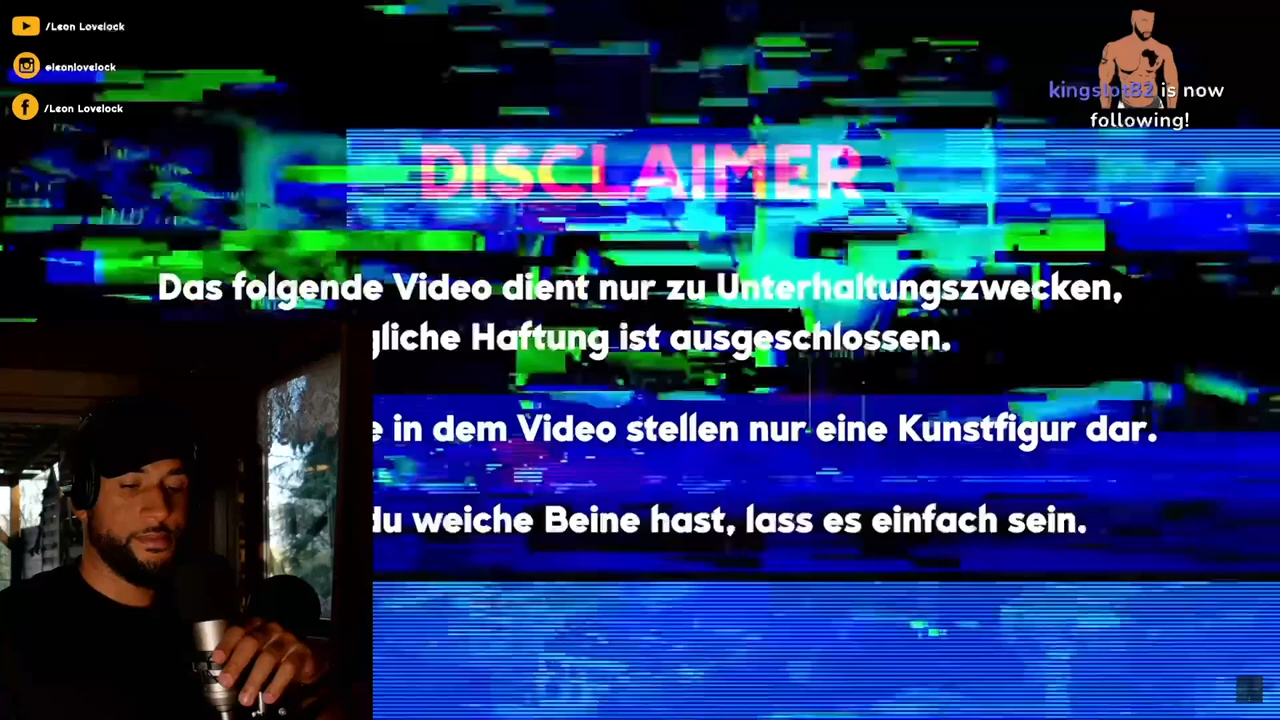 /Leon Lovelock
@leonlovelock
/Leon Lovelock
kingslot82 is now
following!
DISCLAIMER
Das folgende Video dient nur zu Unterhaltungszwecken,
gliche Haftung ist ausgeschlossen.
e in dem Video stellen nur eine Kunstfigur dar.
du weiche Beine hast, lass es einfach sein.